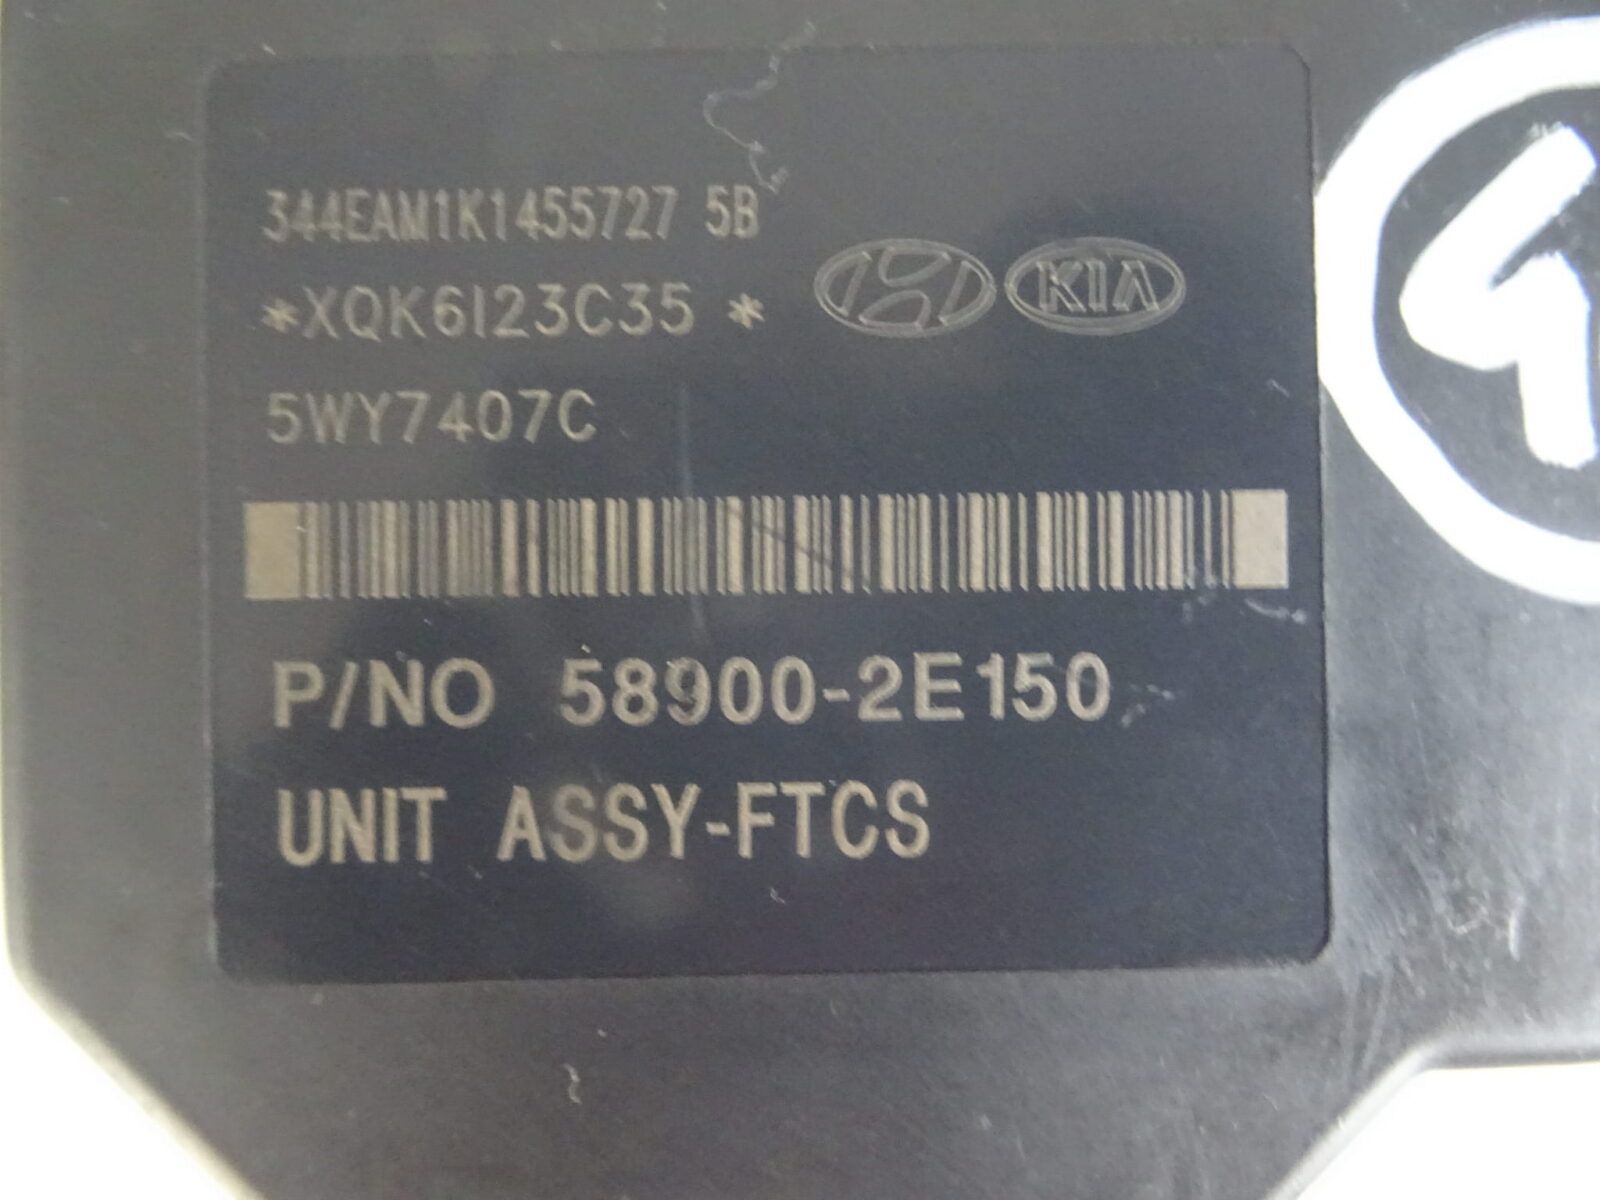 344EAM1K1455727 5B
*XQK6I23C35 *
KIA
5WY7407C
P/NO 58900-2E150
UNIT ASSY-FTCS